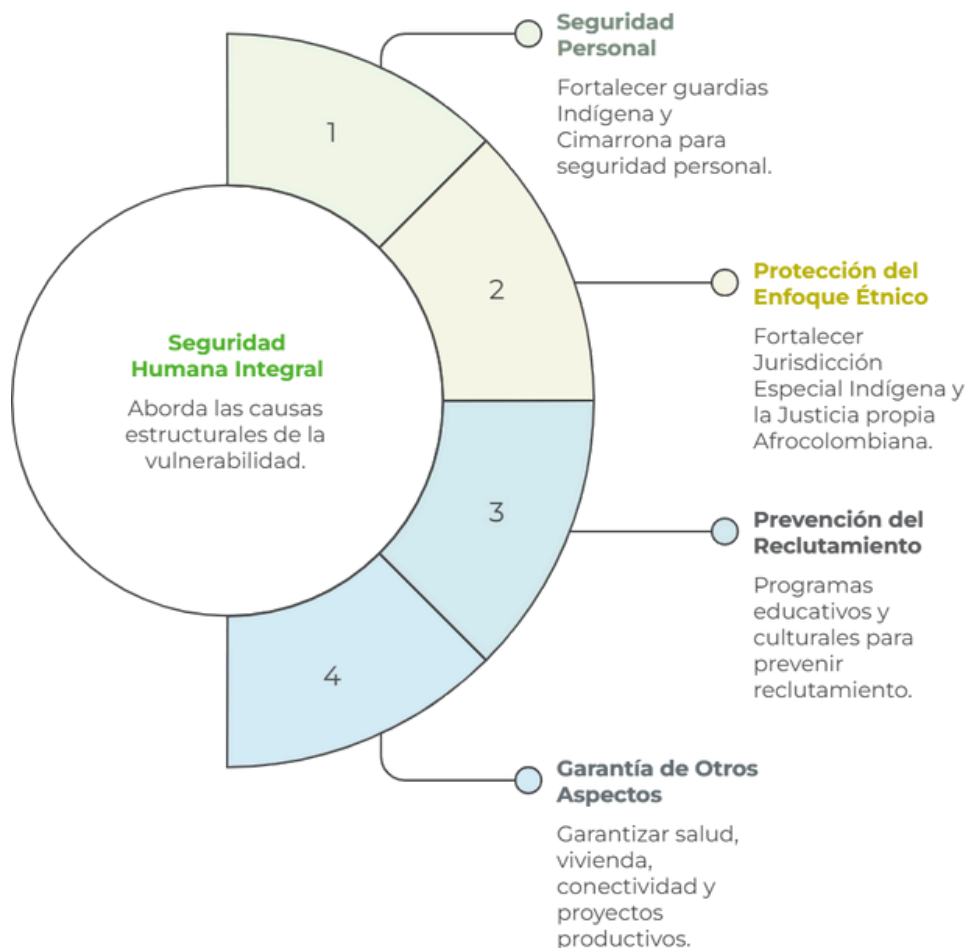 Seguridad
Humana Integral
Aborda las causas
estructurales de la
vulnerabilidad.
1
Seguridad
Personal
Fortalecer guardias
Indígena y
Cimarrona para
seguridad personal.
2
Protección del
Enfoque Étnico
Fortalecer
Jurisdicción
Especial Indígena y
la Justicia propia
Afrocolombiana.
3
Prevención del
Reclutamiento
Programas
educativos y
culturales para
prevenir
reclutamiento.
4
Garantía de Otros
Aspectos
Garantizar salud,
vivienda,
conectividad y
proyectos
productivos.